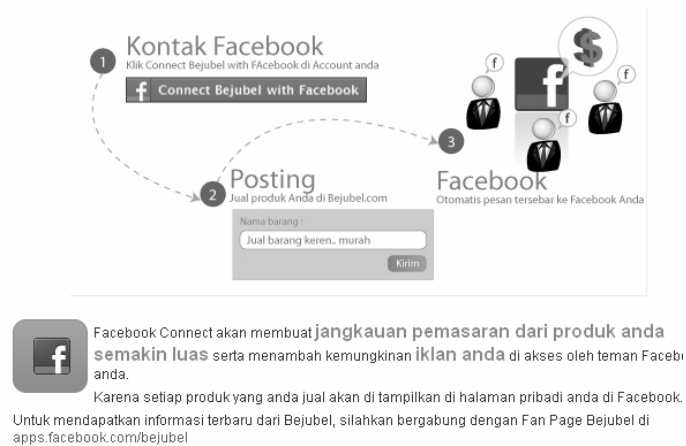 1
Kontak Facebook
Klik Connect Bejubel with FAcebook di Account anda
f Connect Bejubel with Facebook
2
Posting
Jual produk Anda di Bejubel.com
Nama barang :
Jual barang keren.. murah
Kirim
3
$
f
f
f
f
Facebook
Otomatis pesan tersebar ke Facebook Anda
f
Facebook Connect akan membuat jangkauan pemasaran dari produk anda
semakin luas serta menambah kemungkinan iklan anda di akses oleh teman
anda.
Karena setiap produk yang anda jual akan di tampilkan di halaman pribadi anda di Facebook.
Untuk mendapatkan informasi terbaru dari Bejubel, silahkan bergabung dengan Fan Page Bejubel di
apps.facebook.com/bejubel